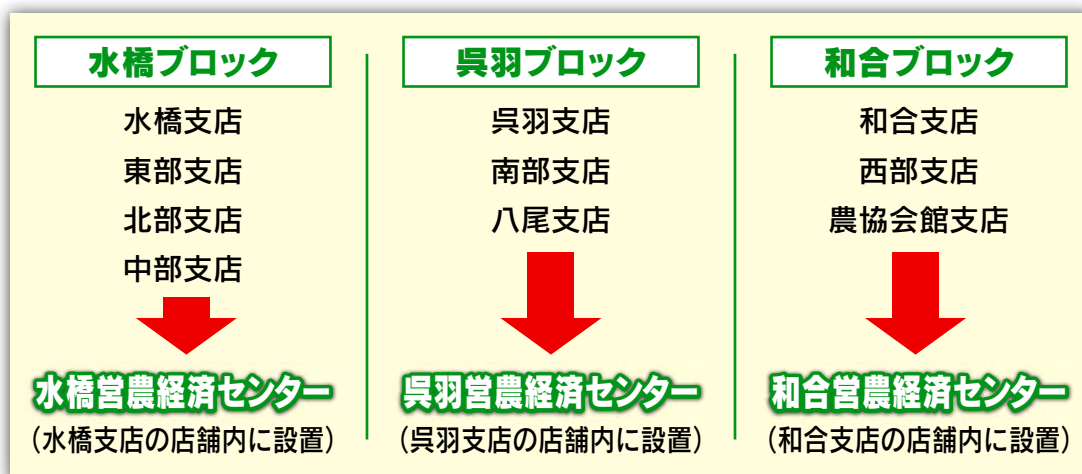 水橋ブロック
水橋支店
東部支店
北部支店
中部支店
水橋営農経済センター
（水橋支店の店舗内に設置）
呉羽ブロック
呉羽支店
南部支店
八尾支店
呉羽営農経済センター
（呉羽支店の店舗内に設置）
和合ブロック
和合支店
西部支店
農協会館支店
和合営農経済センター
（和合支店の店舗内に設置）